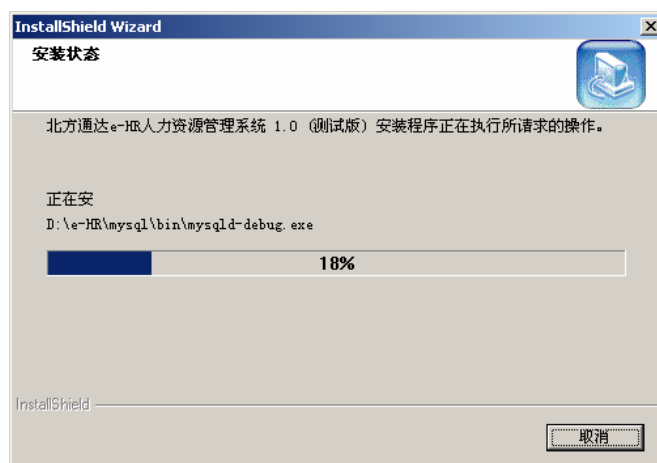 InstallShield Wizard
安装状态
北方通达e-HR人力资源管理系统 1.0（测试版）安装程序正在执行所请求的操作。
正在安
D:\e-HR\mysql\bin\mysqld-debug.exe
18%
InstallShield
取消